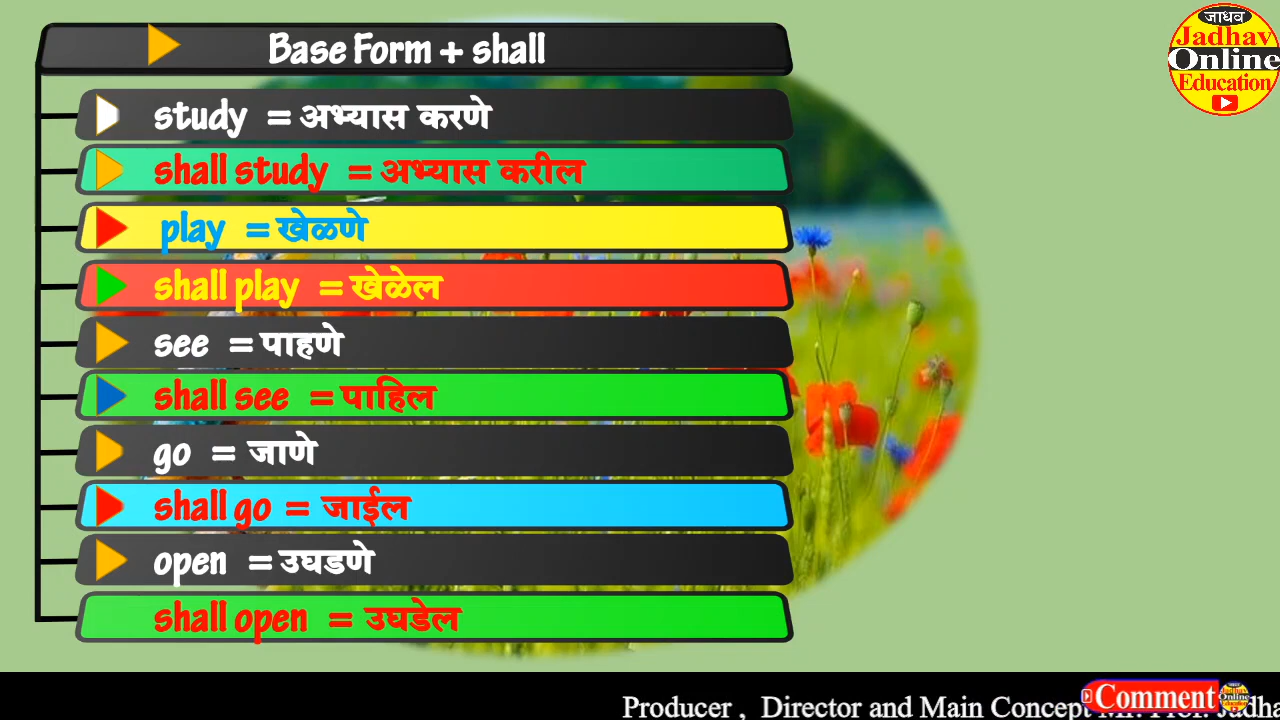 Base Form + shall
study = अभ्यास करणे
shall study = अभ्यास करील
play = खेळणे
shall play = खेळेल
see = पाहणे
shall see = पाहिल
go = जाणे
shall go = जाईल
open = उघडणे
shall open = उघडेल
जाधव
Jadhav
Online
Education
Producer , Director and Main Concept
Comment